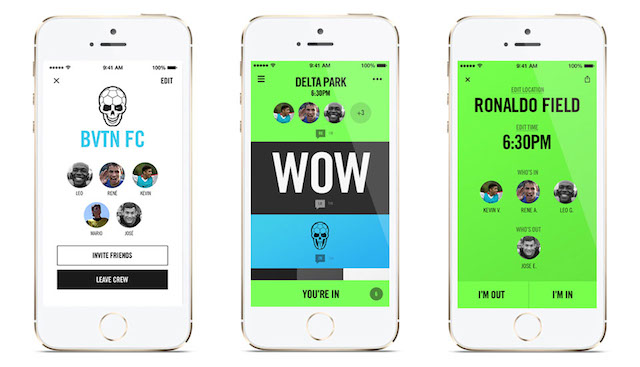 9:41 AM
100%
EDIT
BVTN FC
LEO
RENÉ
KEVIN
MARIO
JOSÉ
INVITE FRIENDS
LEAVE CREW
9:41 AM
100%
DELTA PARK
6:30PM
+3
WOW
YOU'RE IN
9:41 AM
100%
EDIT LOCATION
RONALDO FIELD
EDIT TIME
6:30PM
WHO'S IN
KEVIN V.
RENE A.
LEO G.
WHO'S OUT
JOSE E.
I'M OUT
I'M IN